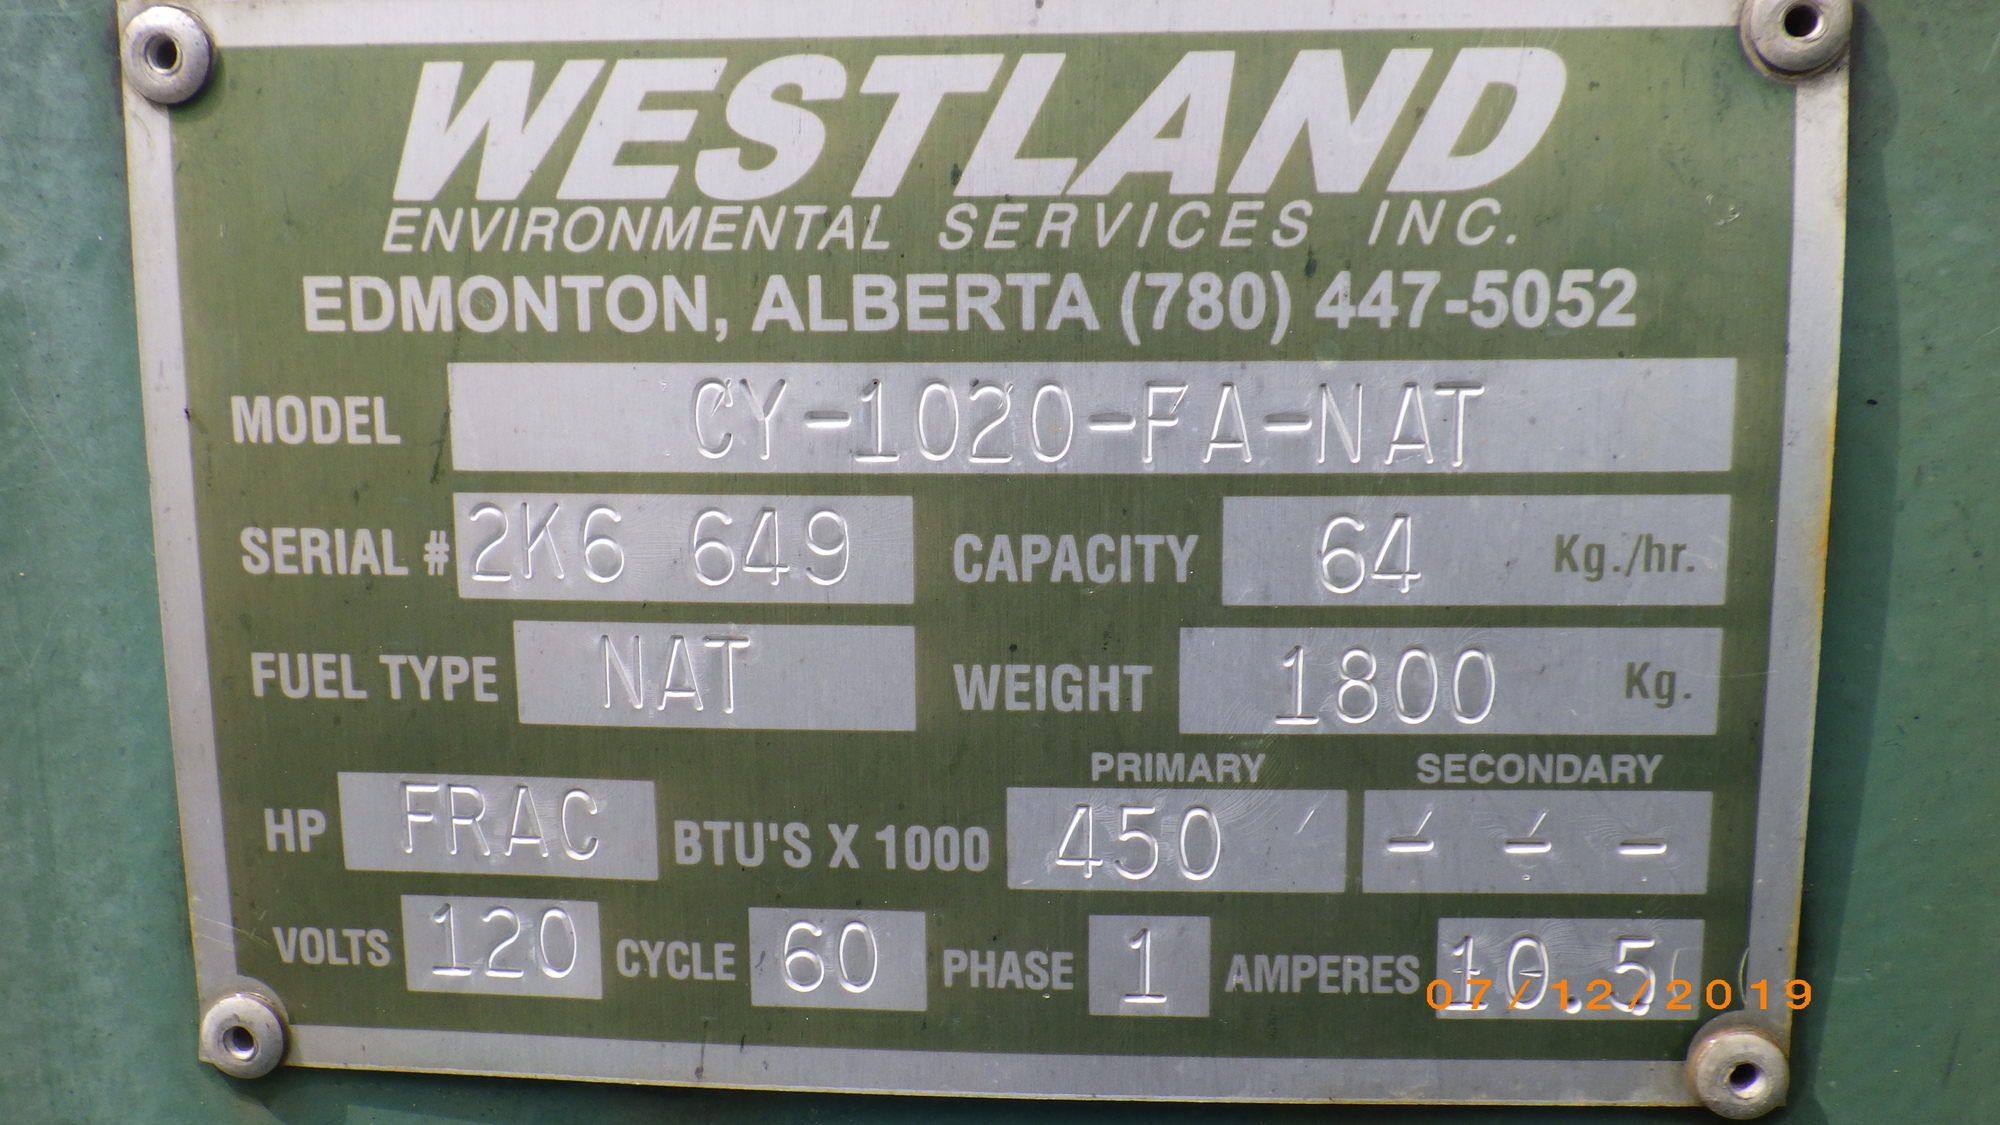 WESTLAND
ENVIRONMENTAL SERVICES INC.
EDMONTON, ALBERTA (780) 447-5052
MODEL CY-1020-FA-NAT
SERIAL # 2K6 649 CAPACITY 64 Kg./hr.
FUEL TYPE NAT WEIGHT 1800 Kg.
PRIMARY SECONDARY
HP FRAC BTU'S X 1000 450 - - -
VOLTS 120 CYCLE 60 PHASE 1 AMPERES 10.5
07/12/2019